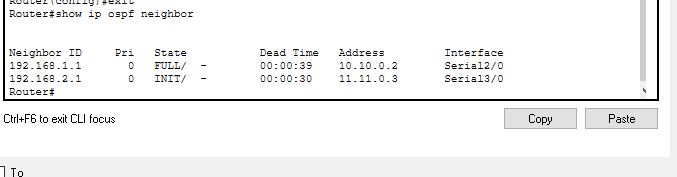 Router(config)#exit
Router#show ip ospf neighbor
Neighbor ID Pri State Dead Time Address Interface
192.168.1.1 0 FULL/ - 00:00:39 10.10.0.2 Serial2/0
192.168.2.1 0 INIT/ - 00:00:30 11.11.0.3 Serial3/0
Router#
Ctrl+F6 to exit CLI focus
Copy Paste
To